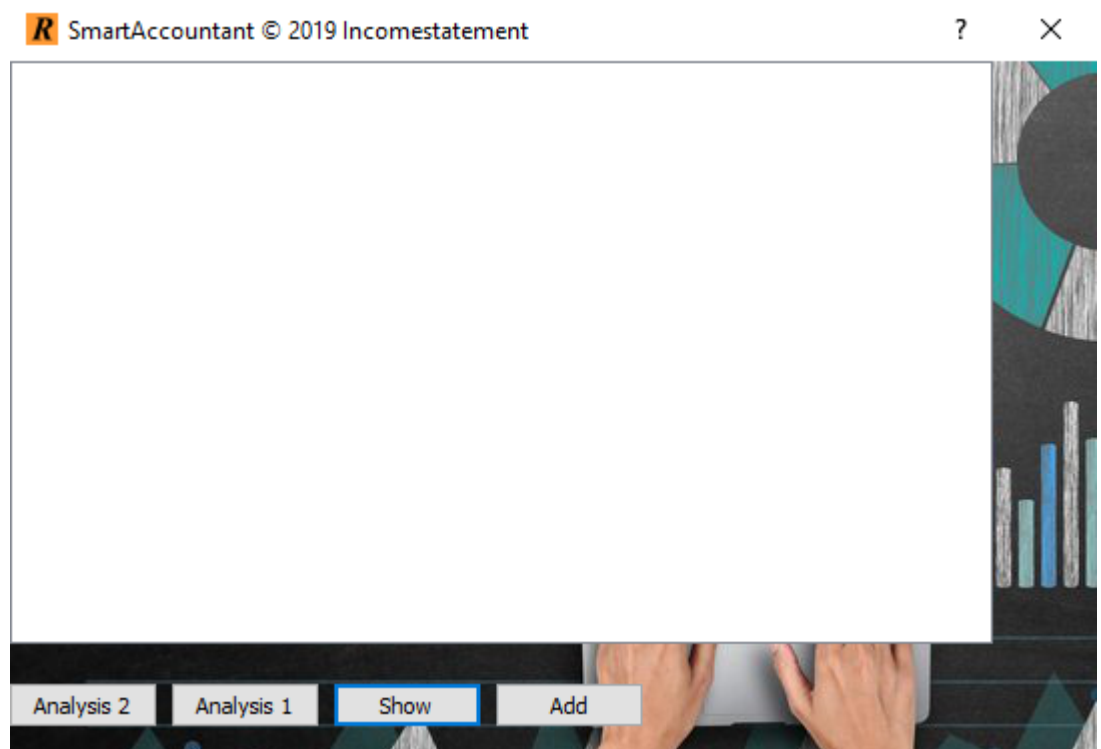 R SmartAccountant © 2019 Incomestatement ?
Analysis 2 Analysis 1 Show Add